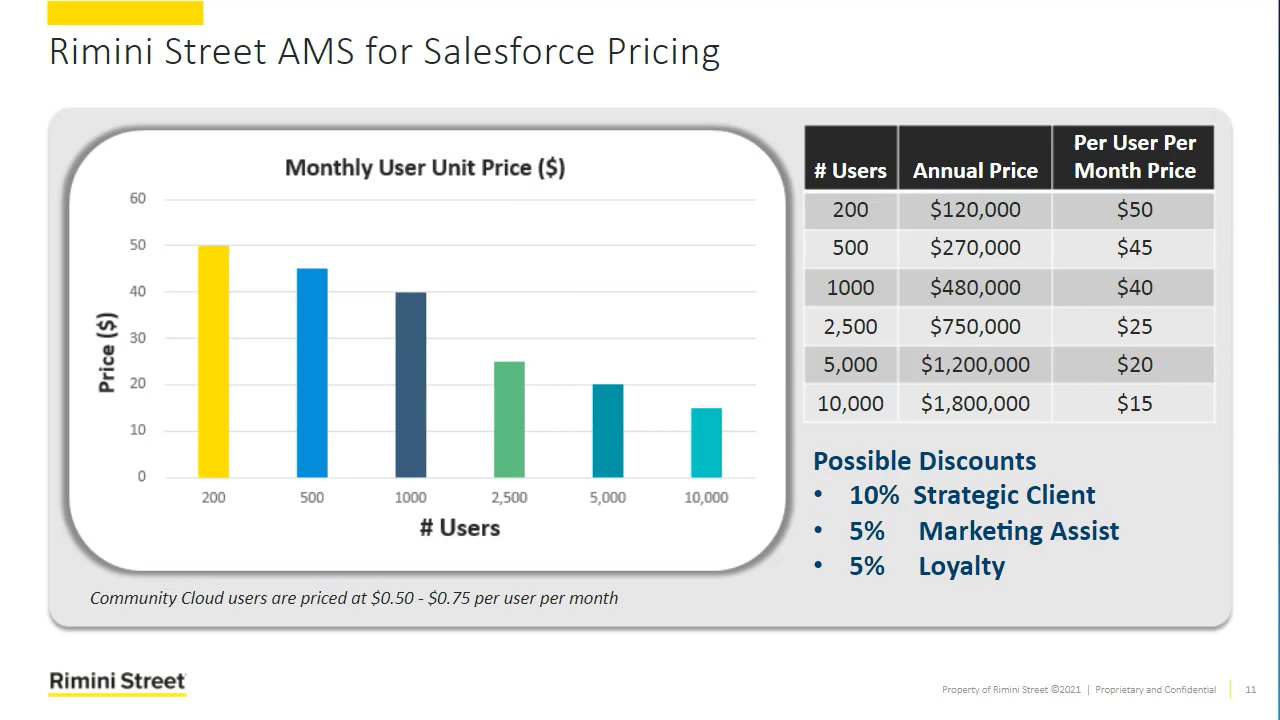 Rimini Street AMS for Salesforce Pricing
Monthly User Unit Price ($)
60
50
40
30
20
10
0
Price ($)
200 500 1000 2,500 5,000 10,000
# Users
Community Cloud users are priced at $0.50 - $0.75 per user per month
# Users Annual Price Per User Per
Month Price
200 $120,000 $50
500 $270,000 $45
1000 $480,000 $40
2,500 $750,000 $25
5,000 $1,200,000 $20
10,000 $1,800,000 $15
Possible Discounts
• 10% Strategic Client
• 5% Marketing Assist
• 5% Loyalty
Rimini Street
Property of Rimini Street ©2021 | Proprietary and Confidential | 11